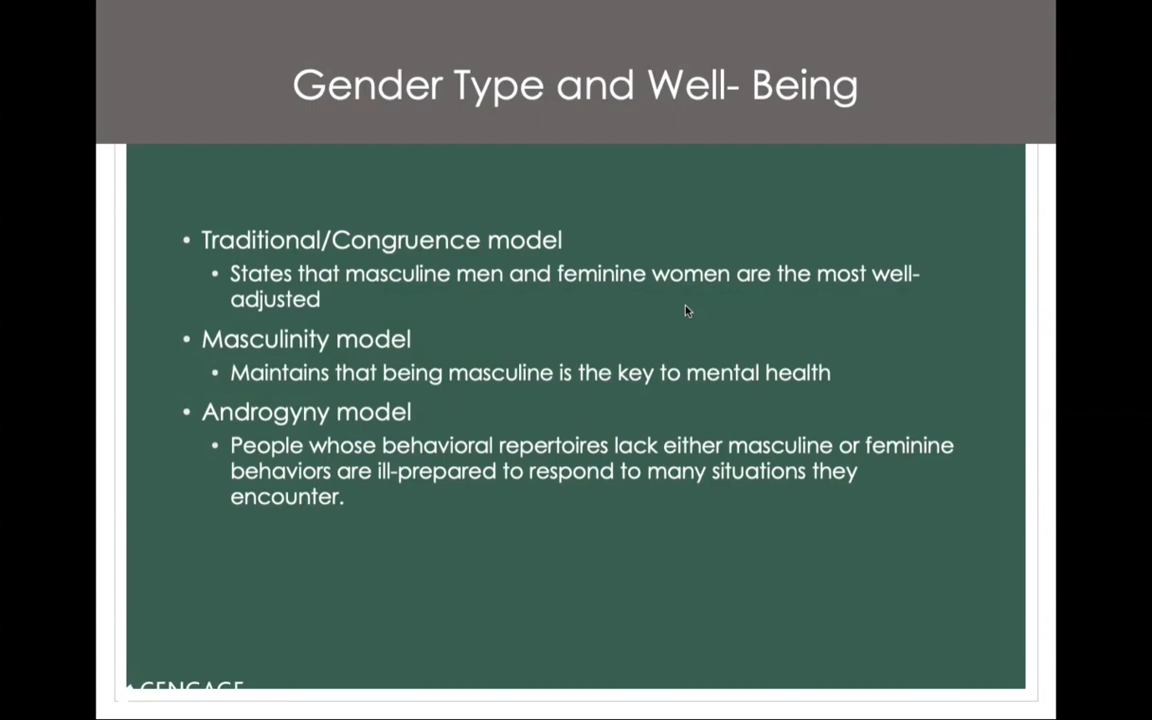 Gender Type and Well- Being
• Traditional/Congruence model
• States that masculine men and feminine women are the most well-
adjusted
• Masculinity model
• Maintains that being masculine is the key to mental health
• Androgyny model
• People whose behavioral repertoires lack either masculine or feminine
behaviors are ill-prepared to respond to many situations they
encounter.
CENGAGE